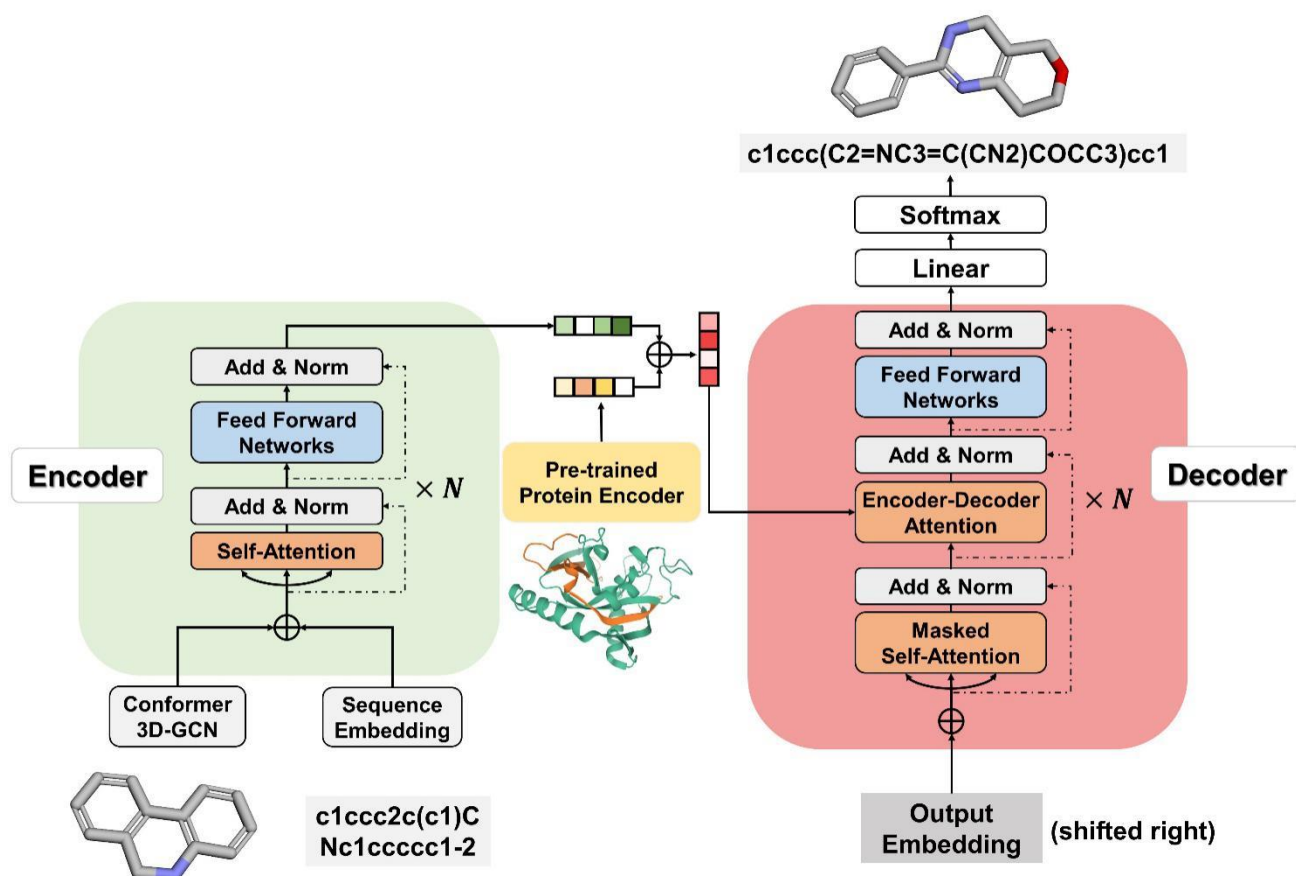 c1ccc(C2=NC3=C(CN2)COCC3)cc1
Softmax
Linear
Encoder
Add & Norm
Feed Forward
Networks
Add & Norm
Self-Attention
× N
Conformer
3D-GCN
Sequence
Embedding
c1ccc2c(c1)C
Nc1ccccc1-2
Pre-trained
Protein Encoder
Add & Norm
Feed Forward
Networks
Add & Norm
Encoder-Decoder
Attention
Add & Norm
Masked
Self-Attention
× N
Decoder
Output
Embedding
(shifted right)